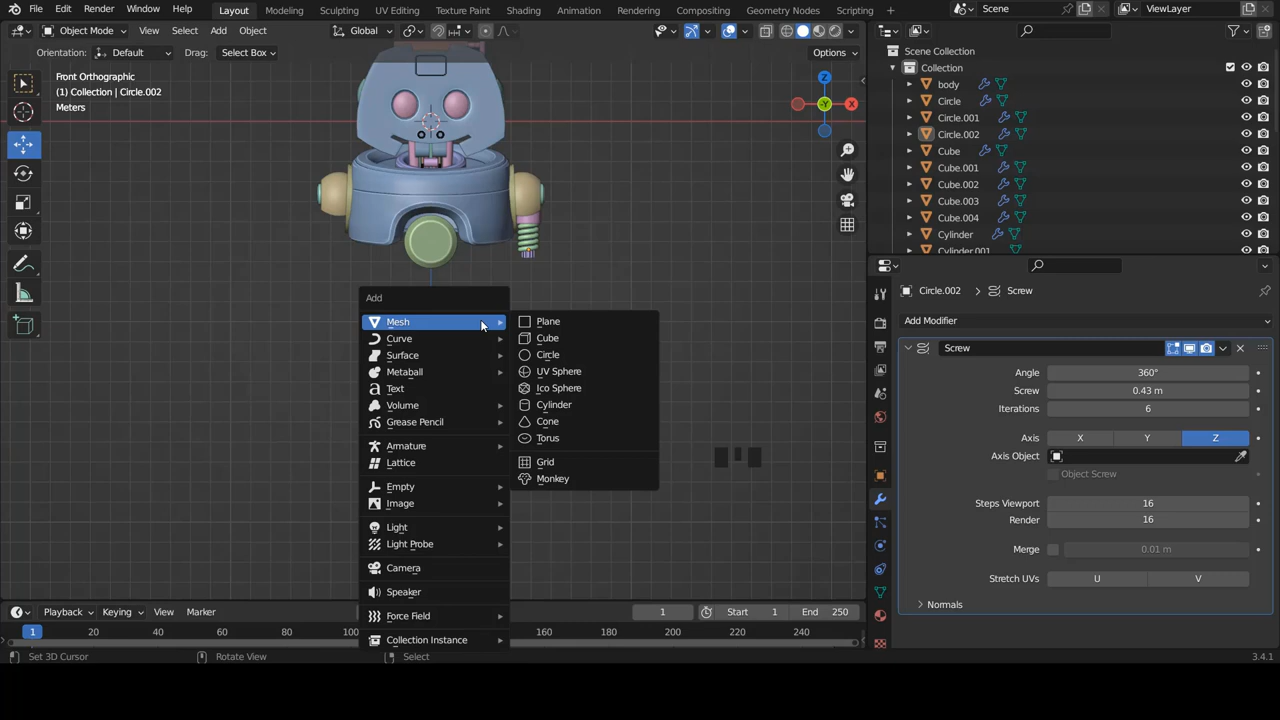 File Edit Render Window Help Layout Modeling Sculpting UV Editing Texture Paint Shading Animation Rendering Compositing Geometry Nodes Scripting Scene ViewLayer
Object Mode View Select Add Object Global
Orientation: Default Drag: Select Box Options
Front Orthographic
(1) Collection | Circle.002
Meters
Z
X
-Y
Scene Collection
Collection
body
Circle
Circle.001
Circle.002
Cube
Cube.001
Cube.002
Cube.003
Cube.004
Cylinder
Cylinder.001
Add
Mesh
Curve
Surface
Metaball
Text
Volume
Grease Pencil
Armature
Lattice
Empty
Image
Light
Light Probe
Camera
Speaker
Force Field
Collection Instance
Plane
Cube
Circle
UV Sphere
Ico Sphere
Cylinder
Cone
Torus
Grid
Monkey
Circle.002 > Screw
Add Modifier
Screw
Angle 360°
Screw 0.43 m
Iterations 6
Axis X Y Z
Axis Object
Object Screw
Steps Viewport 16
Render 16
Merge 0.01 m
Stretch UVs U V
Normals
Playback Keying View Marker 1 Start 1 End 250
1 20 40 60 80 100 160 180 200 220 240
Set 3D Cursor Rotate View Select 3.4.1